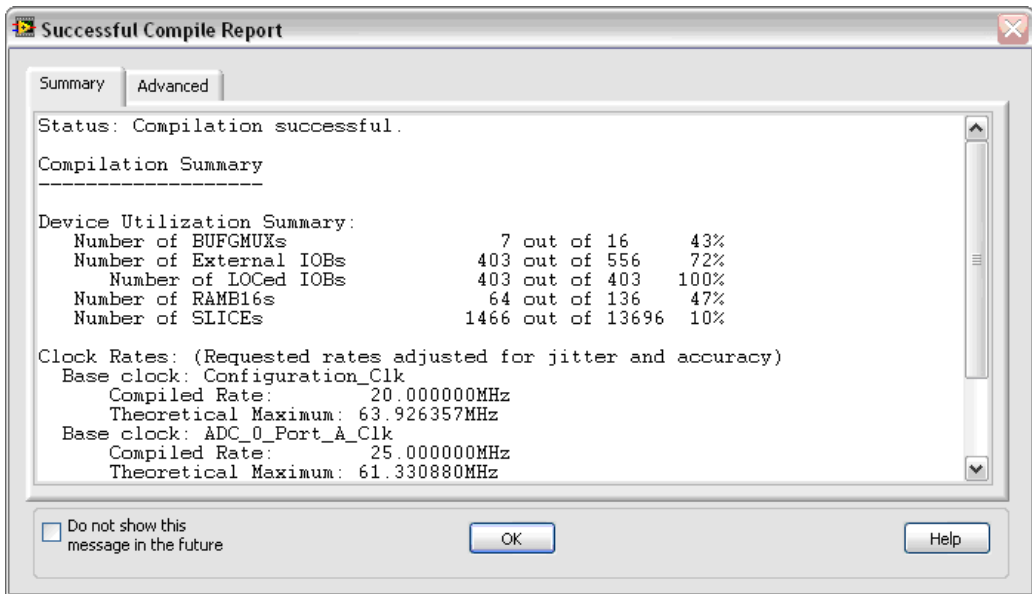 Successful Compile Report
Summary Advanced
Status: Compilation successful.
Compilation Summary
-------------------
Device Utilization Summary:
Number of BUFGMUXs 7 out of 16 43%
Number of External IOBs 403 out of 556 72%
Number of LOCed IOBs 403 out of 403 100%
Number of RAMB16s 64 out of 136 47%
Number of SLICEs 1466 out of 13696 10%
Clock Rates: (Requested rates adjusted for jitter and accuracy)
Base clock: Configuration_Clk
Compiled Rate: 20.000000MHz
Theoretical Maximum: 63.926357MHz
Base clock: ADC_0_Port_A_Clk
Compiled Rate: 25.000000MHz
Theoretical Maximum: 61.330880MHz
Do not show this
message in the future
OK
Help